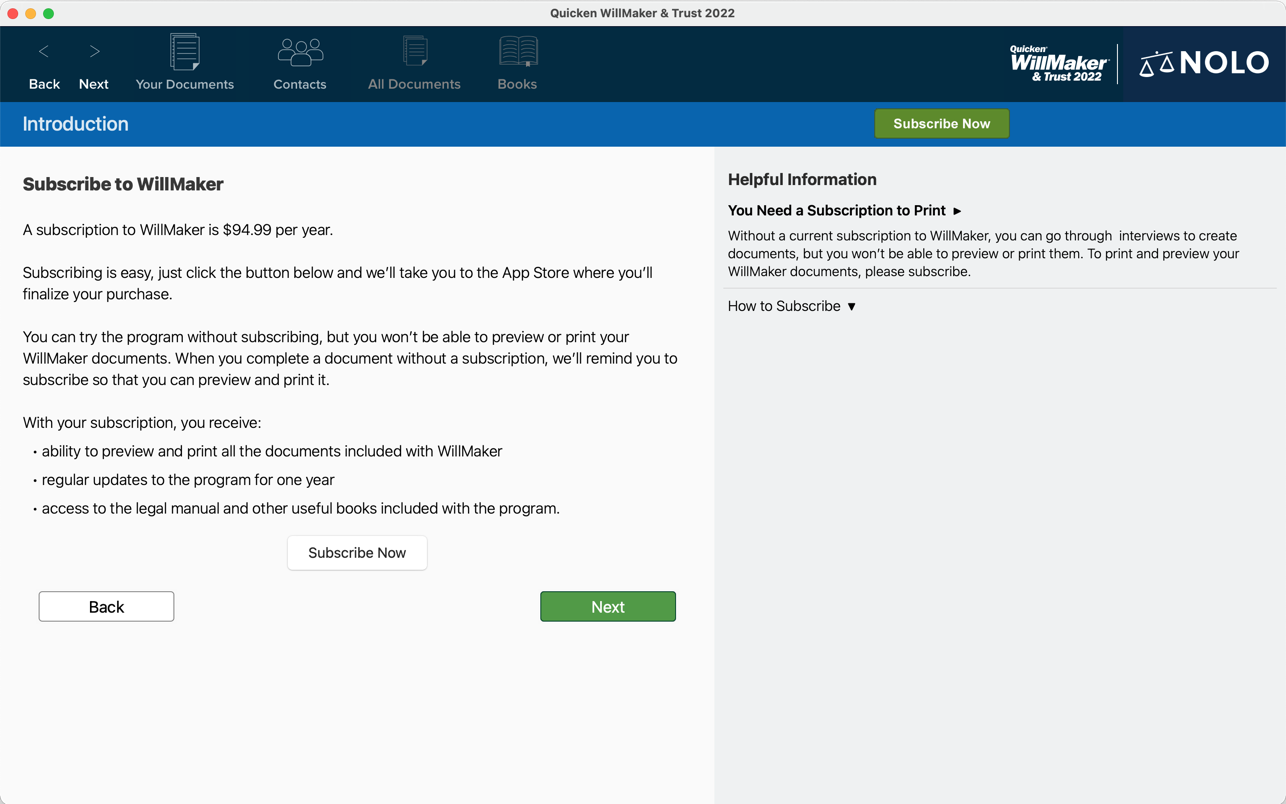 Quicken WillMaker & Trust 2022
Back
Next
Your Documents
Contacts
All Documents
Books
Quicken
WillMaker
& Trust 2022
NOLO
Introduction
Subscribe Now
Subscribe to WillMaker
A subscription to WillMaker is $94.99 per year.
Subscribing is easy, just click the button below and we’ll take you to the App Store where you’ll
finalize your purchase.
You can try the program without subscribing, but you won’t be able to preview or print your
WillMaker documents. When you complete a document without a subscription, we’ll remind you to
subscribe so that you can preview and print it.
With your subscription, you receive:
• ability to preview and print all the documents included with WillMaker
• regular updates to the program for one year
• access to the legal manual and other useful books included with the program.
Subscribe Now
Back
Next
Helpful Information
You Need a Subscription to Print ►
Without a current subscription to WillMaker, you can go through  interviews to create
documents, but you won’t be able to preview or print them. To print and preview your
WillMaker documents, please subscribe.
How to Subscribe ▼